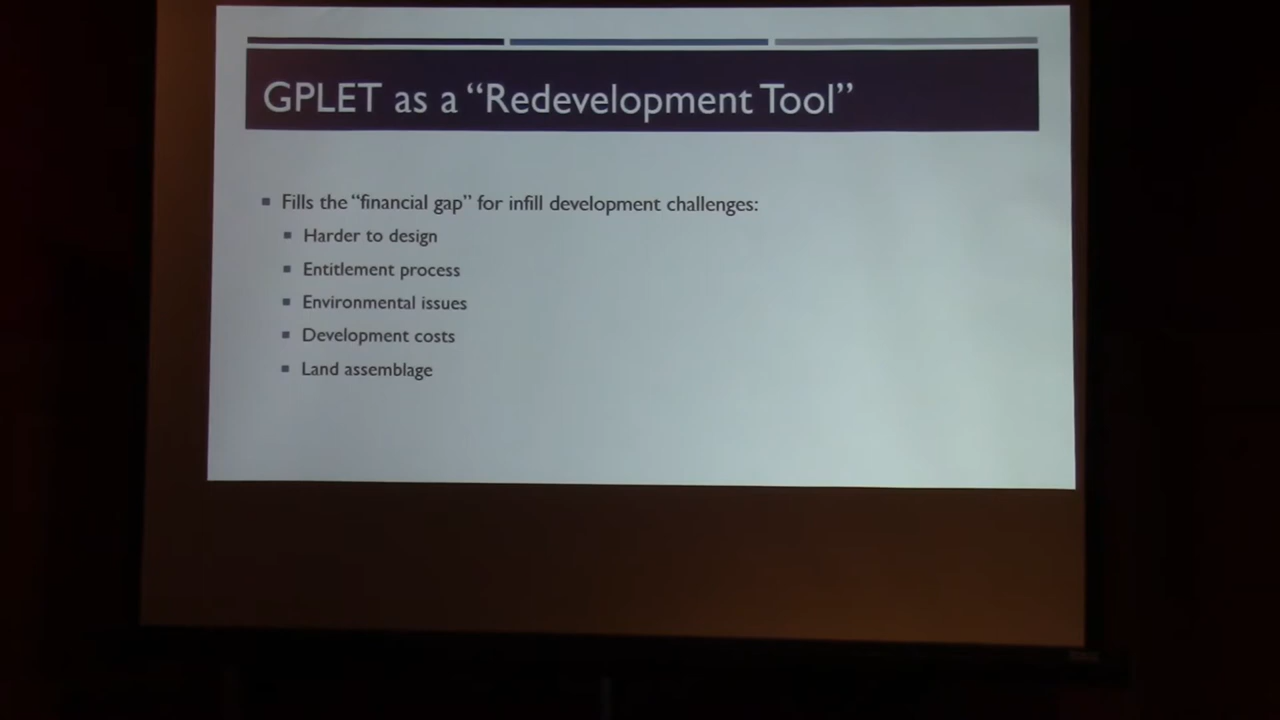 GPLET as a “Redevelopment Tool”
Fills the “financial gap” for infill development challenges:
Harder to design
Entitlement process
Environmental issues
Development costs
Land assemblage